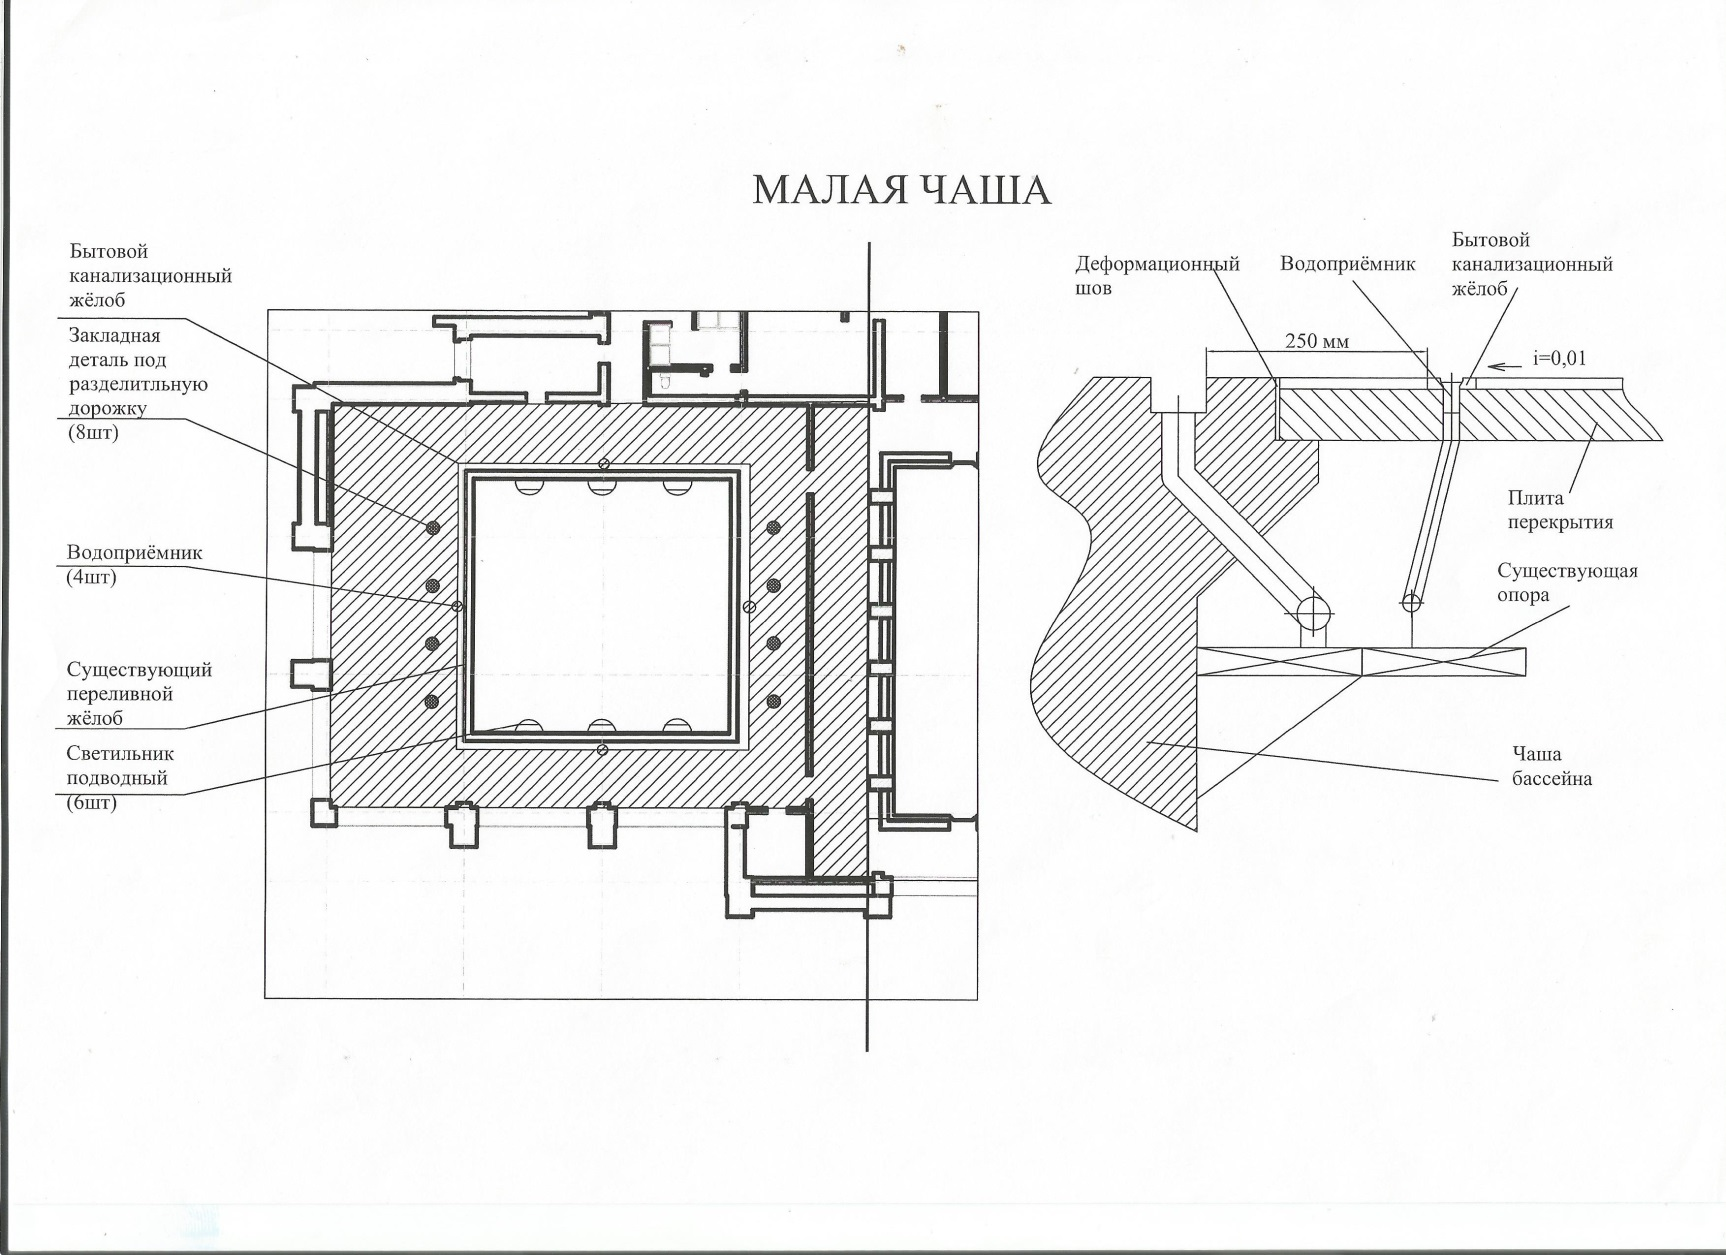 МАЛАЯ ЧАША
Бытовой
канализационный
жёлоб
Закладная
деталь под
разделитльную
дорожку
(8шт)
Водоприёмник
(4шт)
Существующий
переливной
жёлоб
Светильник
подводный
(6шт)
Деформационный
шов
Водоприёмник
Бытовой
канализационный
жёлоб
250 мм
i=0,01
Плита
перекрытия
Существующая
опора
Чаша
бассейна